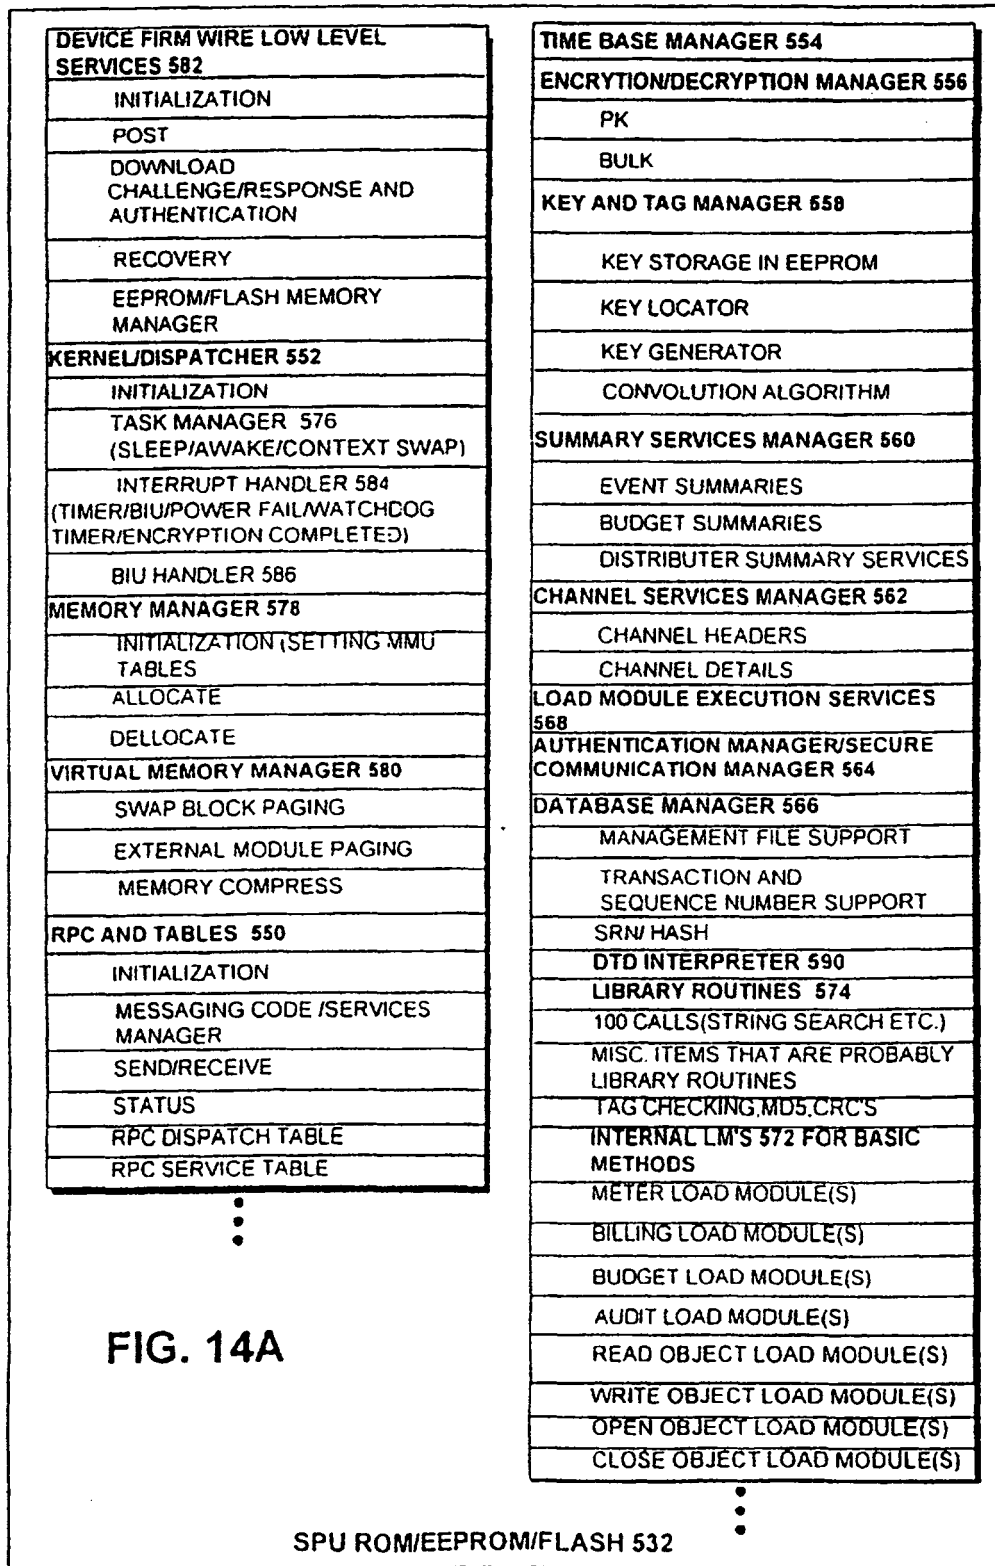 DEVICE FIRM WIRE LOW LEVEL
SERVICES 582
INITIALIZATION
POST
DOWNLOAD
CHALLENGE/RESPONSE AND
AUTHENTICATION
RECOVERY
EEPROM/FLASH MEMORY
MANAGER
KERNEL/DISPATCHER 552
INITIALIZATION
TASK MANAGER 576
(SLEEP/AWAKE/CONTEXT SWAP)
INTERRUPT HANDLER 584
(TIMER/BIU/POWER FAIL/WATCHDOG
TIMER/ENCRYPTION COMPLETED)
BIU HANDLER 586
MEMORY MANAGER 578
INITIALIZATION (SETTING MMU
TABLES
ALLOCATE
DELLOCATE
VIRTUAL MEMORY MANAGER 580
SWAP BLOCK PAGING
EXTERNAL MODULE PAGING
MEMORY COMPRESS
RPC AND TABLES 550
INITIALIZATION
MESSAGING CODE /SERVICES
MANAGER
SEND/RECEIVE
STATUS
RPC DISPATCH TABLE
RPC SERVICE TABLE
TIME BASE MANAGER 554
ENCRYTION/DECRYPTION MANAGER 556
PK
BULK
KEY AND TAG MANAGER 558
KEY STORAGE IN EEPROM
KEY LOCATOR
KEY GENERATOR
CONVOLUTION ALGORITHM
SUMMARY SERVICES MANAGER 560
EVENT SUMMARIES
BUDGET SUMMARIES
DISTRIBUTER SUMMARY SERVICES
CHANNEL SERVICES MANAGER 562
CHANNEL HEADERS
CHANNEL DETAILS
LOAD MODULE EXECUTION SERVICES
568
AUTHENTICATION MANAGER/SECURE
COMMUNICATION MANAGER 564
DATABASE MANAGER 566
MANAGEMENT FILE SUPPORT
TRANSACTION AND
SEQUENCE NUMBER SUPPORT
SRN/ HASH
DTD INTERPRETER 590
LIBRARY ROUTINES 574
100 CALLS(STRING SEARCH ETC.)
MISC. ITEMS THAT ARE PROBABLY
LIBRARY ROUTINES
TAG CHECKING,MD5,CRC'S
INTERNAL LM'S 572 FOR BASIC
METHODS
METER LOAD MODULE(S)
BILLING LOAD MODULE(S)
BUDGET LOAD MODULE(S)
AUDIT LOAD MODULE(S)
READ OBJECT LOAD MODULE(S)
WRITE OBJECT LOAD MODULE(S)
OPEN OBJECT LOAD MODULE(S)
CLOSE OBJECT LOAD MODULE(S)
FIG. 14A
SPU ROM/EEPROM/FLASH 532